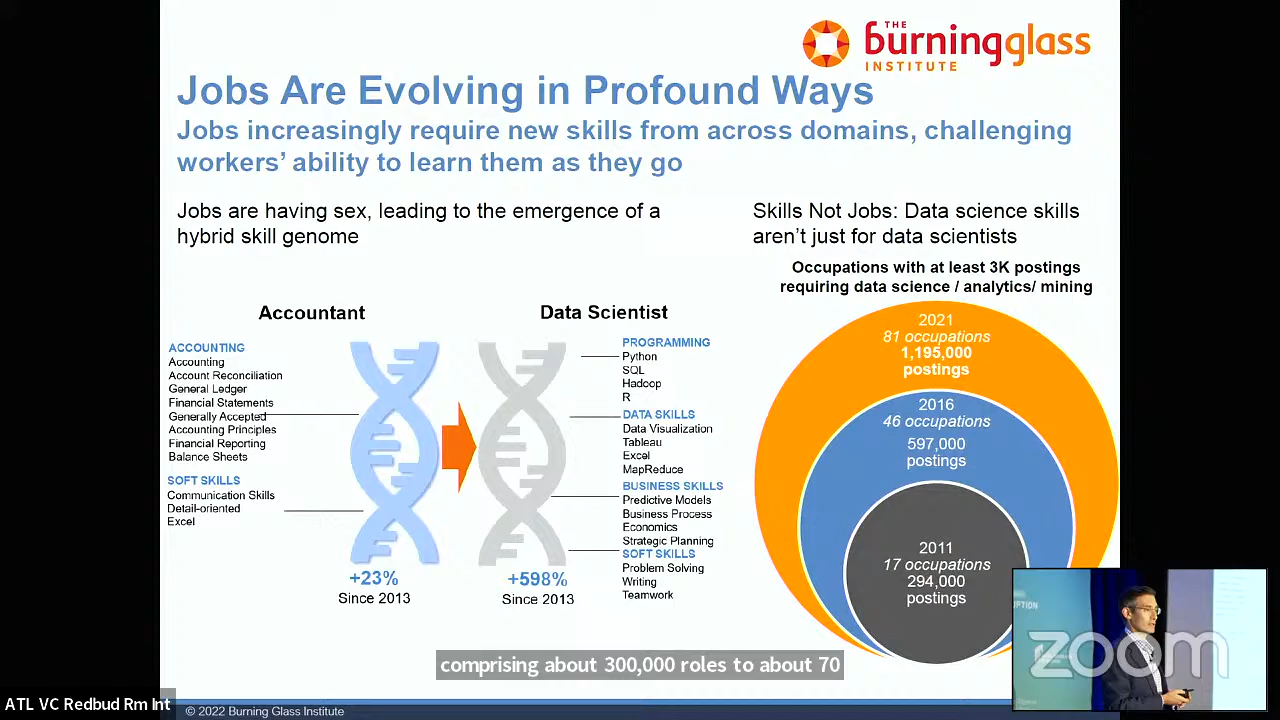 THE
burningglass
INSTITUTE
Jobs Are Evolving in Profound Ways
Jobs increasingly require new skills from across domains, challenging
workers' ability to learn them as they go
Jobs are having sex, leading to the emergence of a
hybrid skill genome
Accountant
Data Scientist
ACCOUNTING
Accounting
Account Reconciliation
General Ledger
Financial Statements
Generally Accepted
Accounting Principles
Financial Reporting
Balance Sheets
SOFT SKILLS
Communication Skills
Detail-oriented
Excel
+23%
Since 2013
PROGRAMMING
Python
SQL
Hadoop
R
DATA SKILLS
Data Visualization
Tableau
Excel
MapReduce
BUSINESS SKILLS
Predictive Models
Business Process
Economics
Strategic Planning
SOFT SKILLS
Problem Solving
Writing
Teamwork
+598%
Since 2013
Skills Not Jobs: Data science skills
aren't just for data scientists
Occupations with at least 3K postings
requiring data science / analytics/ mining
2021
81 occupations
1,195,000
postings
2016
46 occupations
597,000
postings
2011
17 occupations
294,000
postings
PTION
zoom
comprising about 300,000 roles to about 70
ATL VC Redbud Rm Int
© 2022 Burning Glass Institute